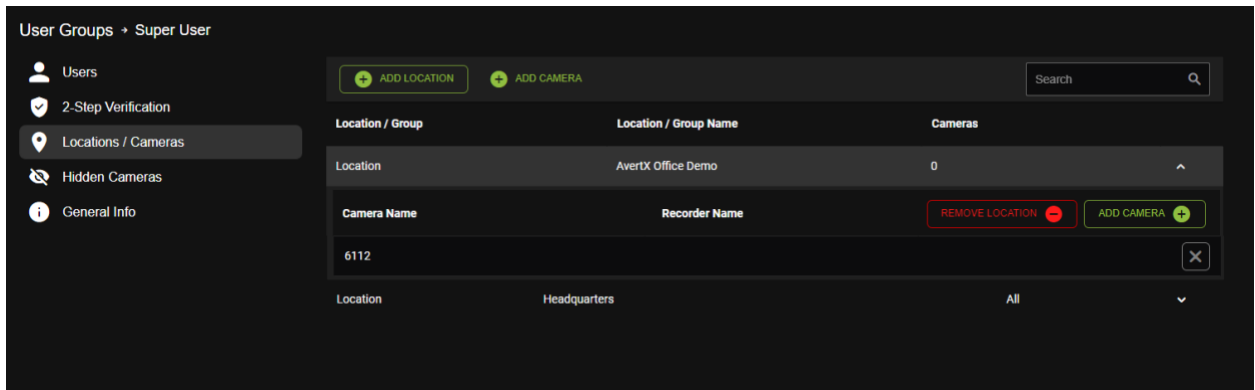 User Groups → Super User
Users
2-Step Verification
Locations / Cameras
Hidden Cameras
General Info
ADD LOCATION ADD CAMERA Search
Location / Group Location / Group Name Cameras
Location AvertX Office Demo 0
Camera Name Recorder Name REMOVE LOCATION ADD CAMERA
6112
Location Headquarters All